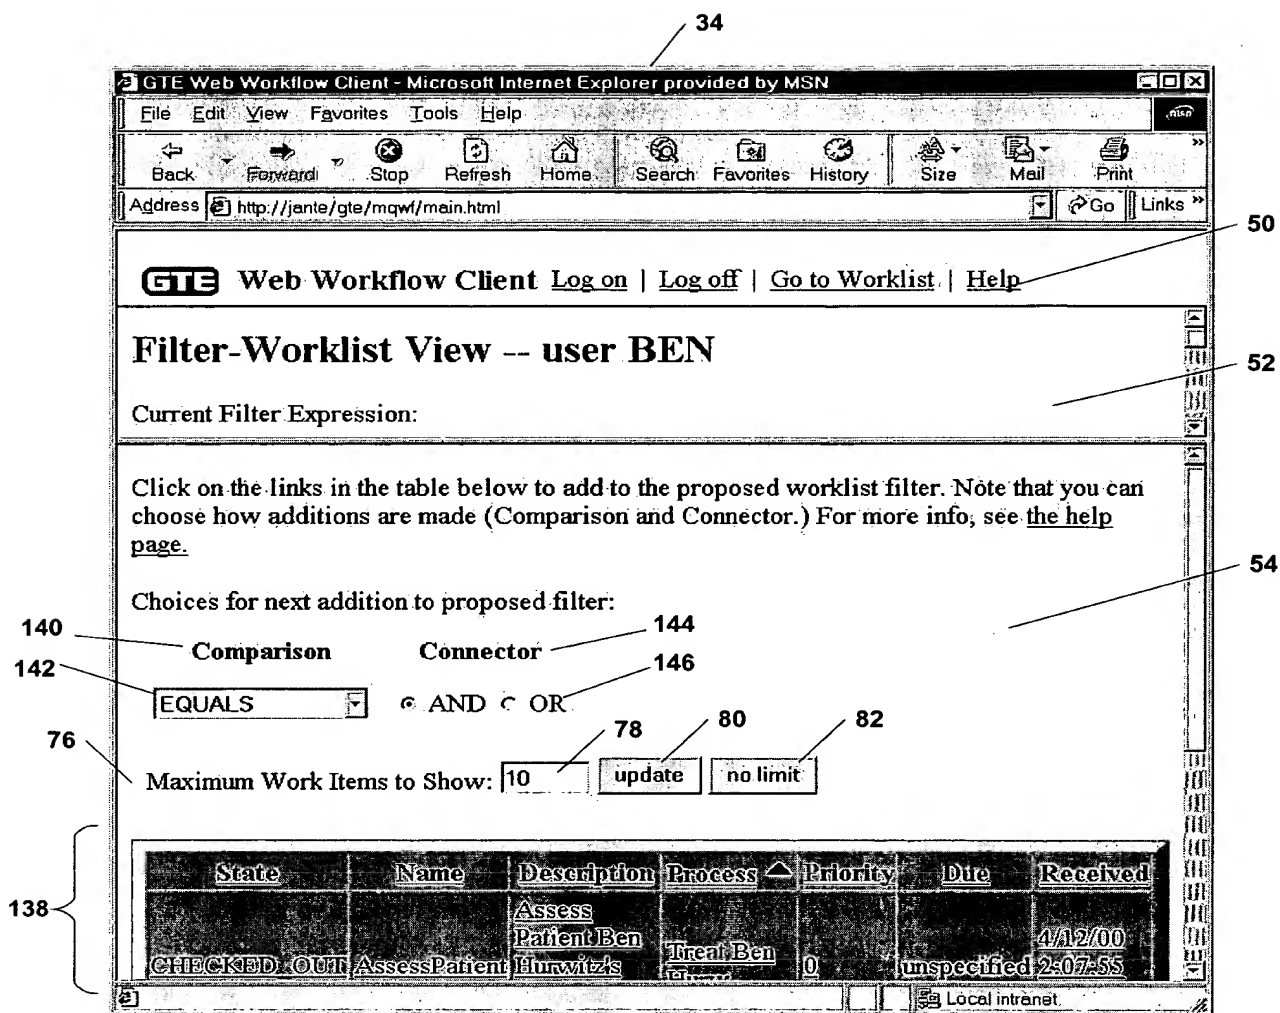 34
GTE Web Workflow Client - Microsoft Internet Explorer provided by MSN
File Edit View Favorites Tools Help
msn
Back Forward Stop Refresh Home Search Favorites History Size Mail Print »
Address http://jante/gte/mqwf/main.html Go Links »
50
GTE Web Workflow Client Log on | Log off | Go to Worklist | Help
Filter-Worklist View -- user BEN
52
Current Filter Expression:
Click on the links in the table below to add to the proposed worklist filter. Note that you can
choose how additions are made (Comparison and Connector.) For more info, see the help
page.
54
Choices for next addition to proposed filter:
140 144
Comparison Connector
142 146
EQUALS AND OR
76 78 80 82
Maximum Work Items to Show: 10 update no limit
State Name Description Process Priority Due Received
138
Assess
Patient Ben 4/12/00
Treat Ben
CHECKED_OUT AssessPatient Hurwitz's 0 unspecified 2:07:55
Local intranet